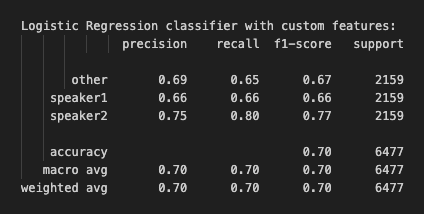 Logistic Regression classifier with custom features:
precision recall f1-score support
other 0.69 0.65 0.67 2159
speaker1 0.66 0.66 0.66 2159
speaker2 0.75 0.80 0.77 2159
accuracy 0.70 6477
macro avg 0.70 0.70 0.70 6477
weighted avg 0.70 0.70 0.70 6477